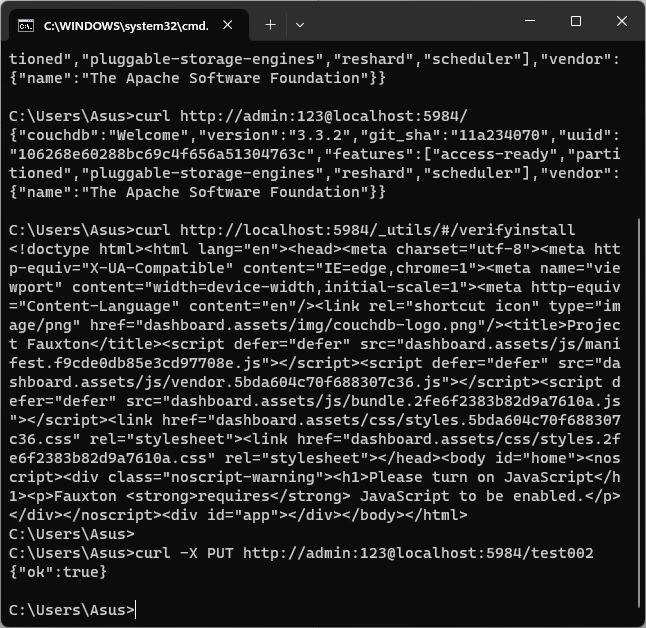 C:\WINDOWS\system32\cmd.
tioned","pluggable-storage-engines","reshard","scheduler"],"vendor":
{"name":"The Apache Software Foundation"}}
C:\Users\Asus>curl http://admin:123@localhost:5984/
{"couchdb":"Welcome","version":"3.3.2","git_sha":"11a234070","uuid":
"106268e60288bc69c4f656a51304763c","features":["access-ready","parti
tioned","pluggable-storage-engines","reshard","scheduler"],"vendor":
{"name":"The Apache Software Foundation"}}
C:\Users\Asus>curl http://localhost:5984/_utils/#/verifyinstall
<!doctype html><html lang="en"><head><meta charset="utf-8"><meta htt
p-equiv="X-UA-Compatible" content="IE=edge,chrome=1"><meta name="vie
wport" content="width=device-width,initial-scale=1"><meta http-equiv
="Content-Language" content="en"/><link rel="shortcut icon" type="im
age/png" href="dashboard.assets/img/couchdb-logo.png"/><title>Projec
t Fauxton</title><script defer="defer" src="dashboard.assets/js/mani
fest.f9cde0db85e3cd97708e.js"></script><script defer="defer" src="da
shboard.assets/js/vendor.5bda604c70f688307c36.js"></script><script d
efer="defer" src="dashboard.assets/js/bundle.2fe6f2383b82d9a7610a.js
"></script><link href="dashboard.assets/css/styles.5bda604c70f688307
c36.css" rel="stylesheet"><link href="dashboard.assets/css/styles.2f
e6f2383b82d9a7610a.css" rel="stylesheet"></head><body id="home"><nos
cript><div class="noscript-warning"><h1>Please turn on JavaScript</h
1><p>Fauxton <strong>requires</strong> JavaScript to be enabled.</p>
</div></noscript><div id="app"></div></body></html>
C:\Users\Asus>
C:\Users\Asus>curl -X PUT http://admin:123@localhost:5984/test002
{"ok":true}
C:\Users\Asus>